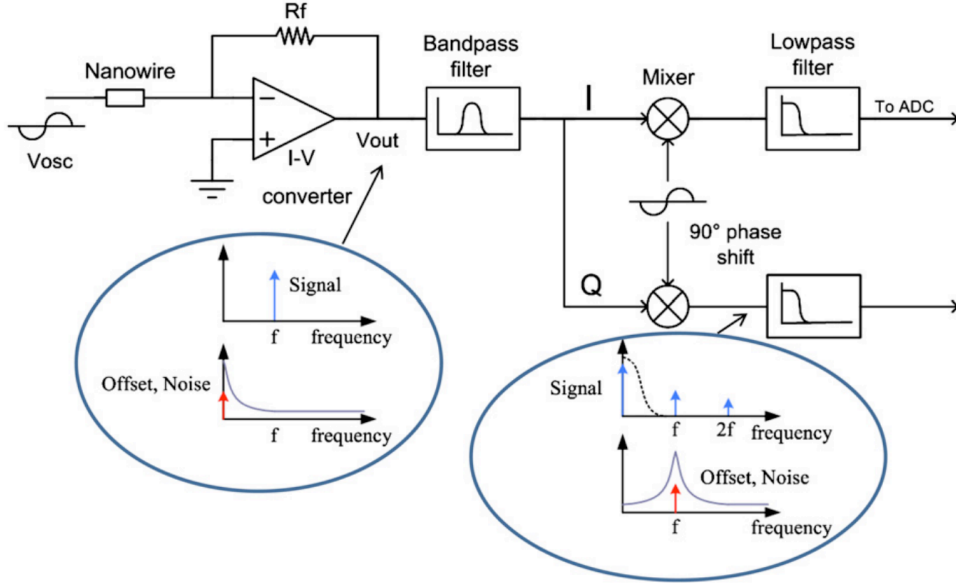 Rf
Nanowire
Vosc
I-V
converter
Vout
Bandpass
filter
I
Mixer
Lowpass
filter
To ADC
90° phase
shift
Q
Signal
f
frequency
Offset, Noise
f
frequency
Signal
f
2f
frequency
Offset, Noise
f
frequency